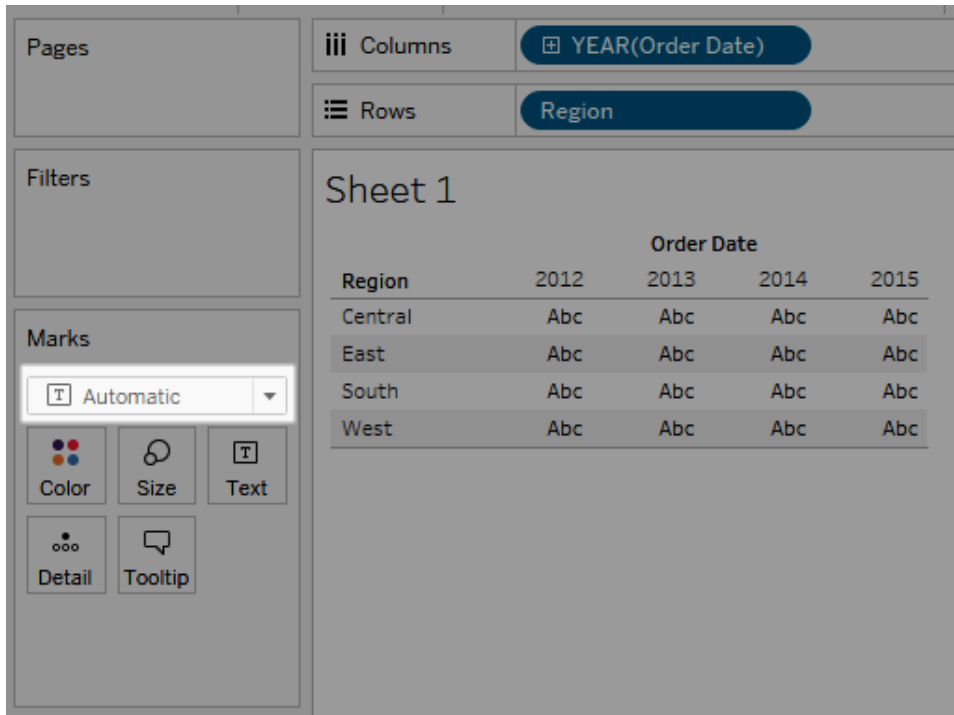 Pages
Columns
YEAR(Order Date)
Rows
Region
Filters
Sheet 1
Order Date
Region 2012 2013 2014 2015
Central Abc Abc Abc Abc
East Abc Abc Abc Abc
South Abc Abc Abc Abc
West Abc Abc Abc Abc
Marks
T Automatic
Color Size T Text
Detail Tooltip